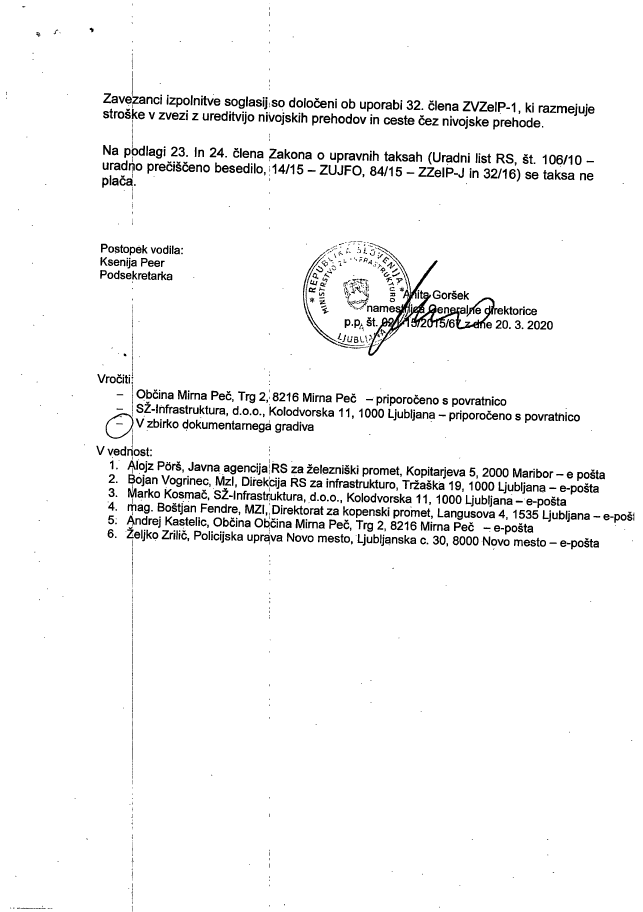 Zavezanci izpolnitve soglasij so določeni ob uporabi 32. člena ZVZelP-1, ki razmejuje
stroške v zvezi z ureditvijo nivojskih prehodov in ceste čez nivojske prehode.
Na podlagi 23. In 24. člena Zakona o upravnih taksah (Uradni list RS, št. 106/10 –
uradno prečiščeno besedilo, 14/15 – ZUJFO, 84/15 – ZZelP-J in 32/16) se taksa ne
plača.
Postopek vodila:
Ksenija Peer
Podsekretarka
REPUBLIKA SLOVENIJA
MINISTRSTVO ZA INFRASTRUKTURO
LJUBLJANA
Anita Goršek
namestnica Generalne direktorice
p.p. št. 15/2015/67 z dne 20. 3. 2020
Vročiti:
– Občina Mirna Peč, Trg 2, 8216 Mirna Peč – priporočeno s povratnico
– SŽ-Infrastruktura, d.o.o., Kolodvorska 11, 1000 Ljubljana – priporočeno s povratnico
– V zbirko dokumentarnega gradiva
V vednost:
1. Alojz Pörš, Javna agencija RS za železniški promet, Kopitarjeva 5, 2000 Maribor – e pošta
2. Bojan Vogrinec, MzI, Direkcija RS za infrastrukturo, Tržaška 19, 1000 Ljubljana – e-pošta
3. Marko Kosmač, SŽ-Infrastruktura, d.o.o., Kolodvorska 11, 1000 Ljubljana – e-pošta
4. mag. Boštjan Fendre, MZI, Direktorat za kopenski promet, Langusova 4, 1535 Ljubljana – e-pošt
5. Andrej Kastelic, Občina Občina Mirna Peč, Trg 2, 8216 Mirna Peč – e-pošta
6. Željko Zrilič, Policijska uprava Novo mesto, Ljubljanska c. 30, 8000 Novo mesto – e-pošta